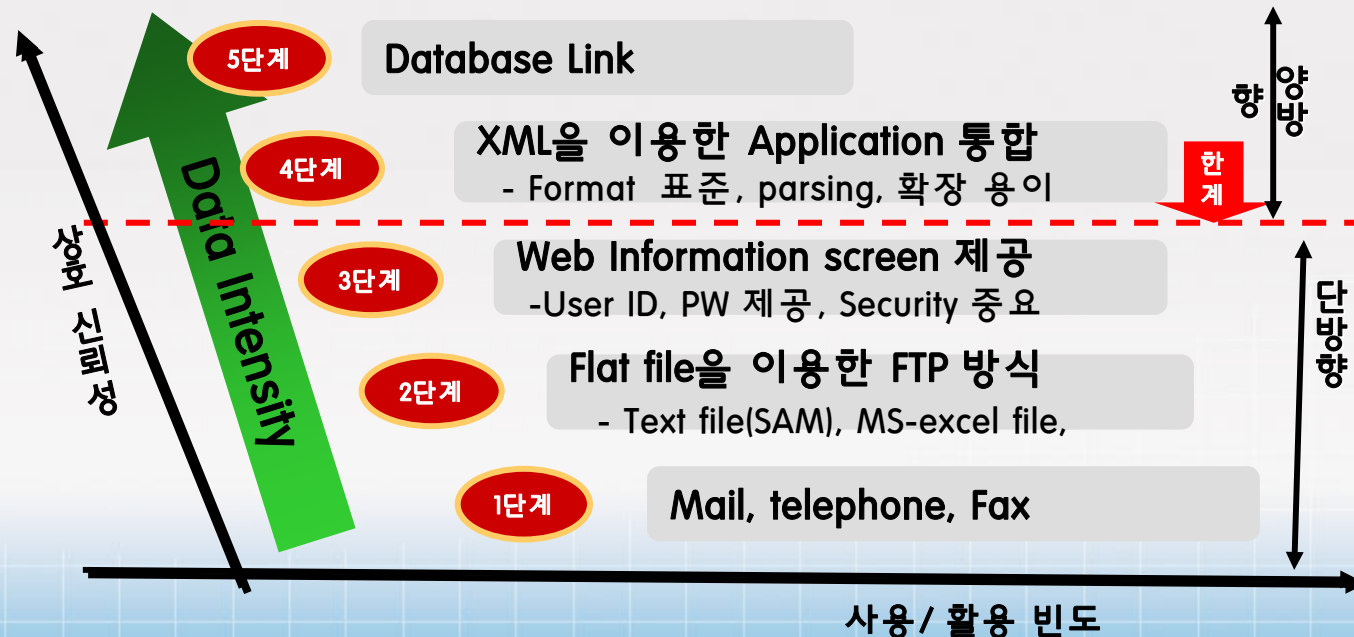 5단계
Database Link
4단계
XML을 이용한 Application 통합
- Format 표준, parsing, 확장 용이
3단계
Web Information screen 제공
-User ID, PW 제공, Security 중요
2단계
Flat file을 이용한 FTP 방식
- Text file(SAM), MS-excel file,
1단계
Mail, telephone, Fax
Data Intensity
상호 신뢰성
양방
향
한
계
단방향
사용/ 활용 빈도